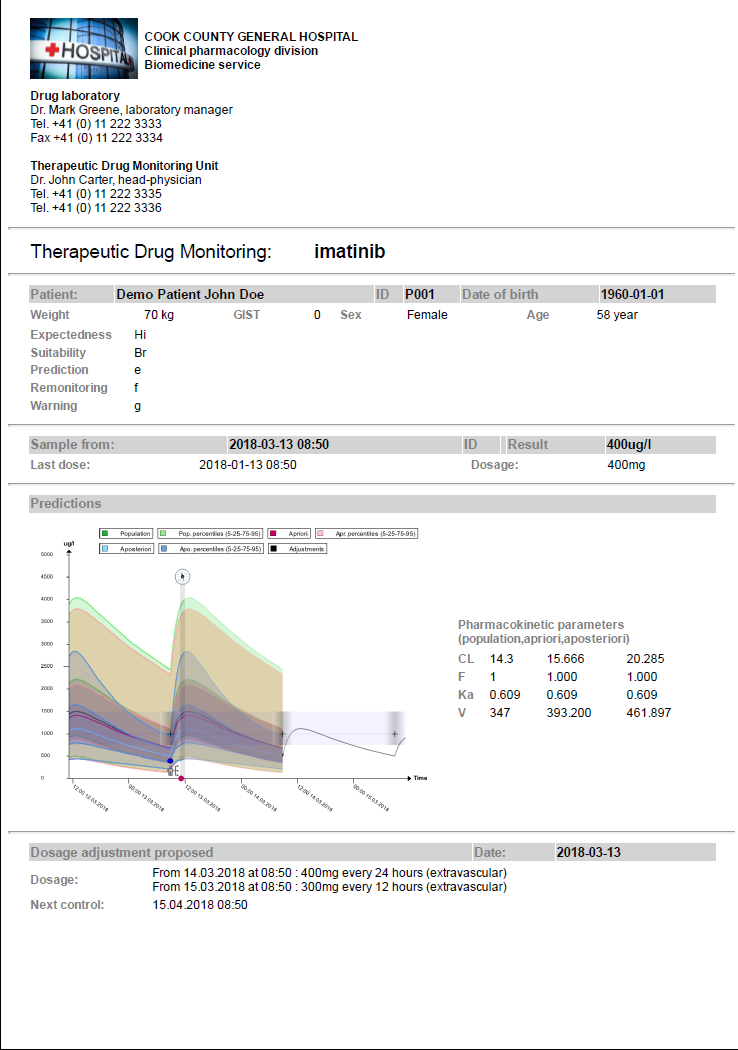 HOSPITAL
COOK COUNTY GENERAL HOSPITAL
Clinical pharmacology division
Biomedicine service
Drug laboratory
Dr. Mark Greene, laboratory manager
Tel. +41 (0) 11 222 3333
Fax +41 (0) 11 222 3334
Therapeutic Drug Monitoring Unit
Dr. John Carter, head-physician
Tel. +41 (0) 11 222 3335
Tel. +41 (0) 11 222 3336
Therapeutic Drug Monitoring: imatinib
Patient: Demo Patient John Doe ID P001 Date of birth 1960-01-01
Weight 70 kg GIST 0 Sex Female Age 58 year
Expectedness Hi
Suitability Br
Prediction e
Remonitoring f
Warning g
Sample from: 2018-03-13 08:50 ID Result 400ug/l
Last dose: 2018-01-13 08:50 Dosage: 400mg
Predictions
Population Pop. percentiles (5-25-75-95) Apriori Apr. percentiles (5-25-75-95)
Aposteriori Apo. percentiles (5-25-75-95) Adjustments
ug/l
5000
4500
4000
3500
3000
2500
2000
1500
1000
500
0
Time
12:00 12.03.2018
00:00 13.03.2018
12:00 13.03.2018
00:00 14.03.2018
12:00 14.03.2018
00:00 15.03.2018
Pharmacokinetic parameters
(population,apriori,aposteriori)
CL 14.3 15.666 20.285
F 1 1.000 1.000
Ka 0.609 0.609 0.609
V 347 393.200 461.897
Dosage adjustment proposed Date: 2018-03-13
Dosage: From 14.03.2018 at 08:50 : 400mg every 24 hours (extravascular)
From 15.03.2018 at 08:50 : 300mg every 12 hours (extravascular)
Next control: 15.04.2018 08:50